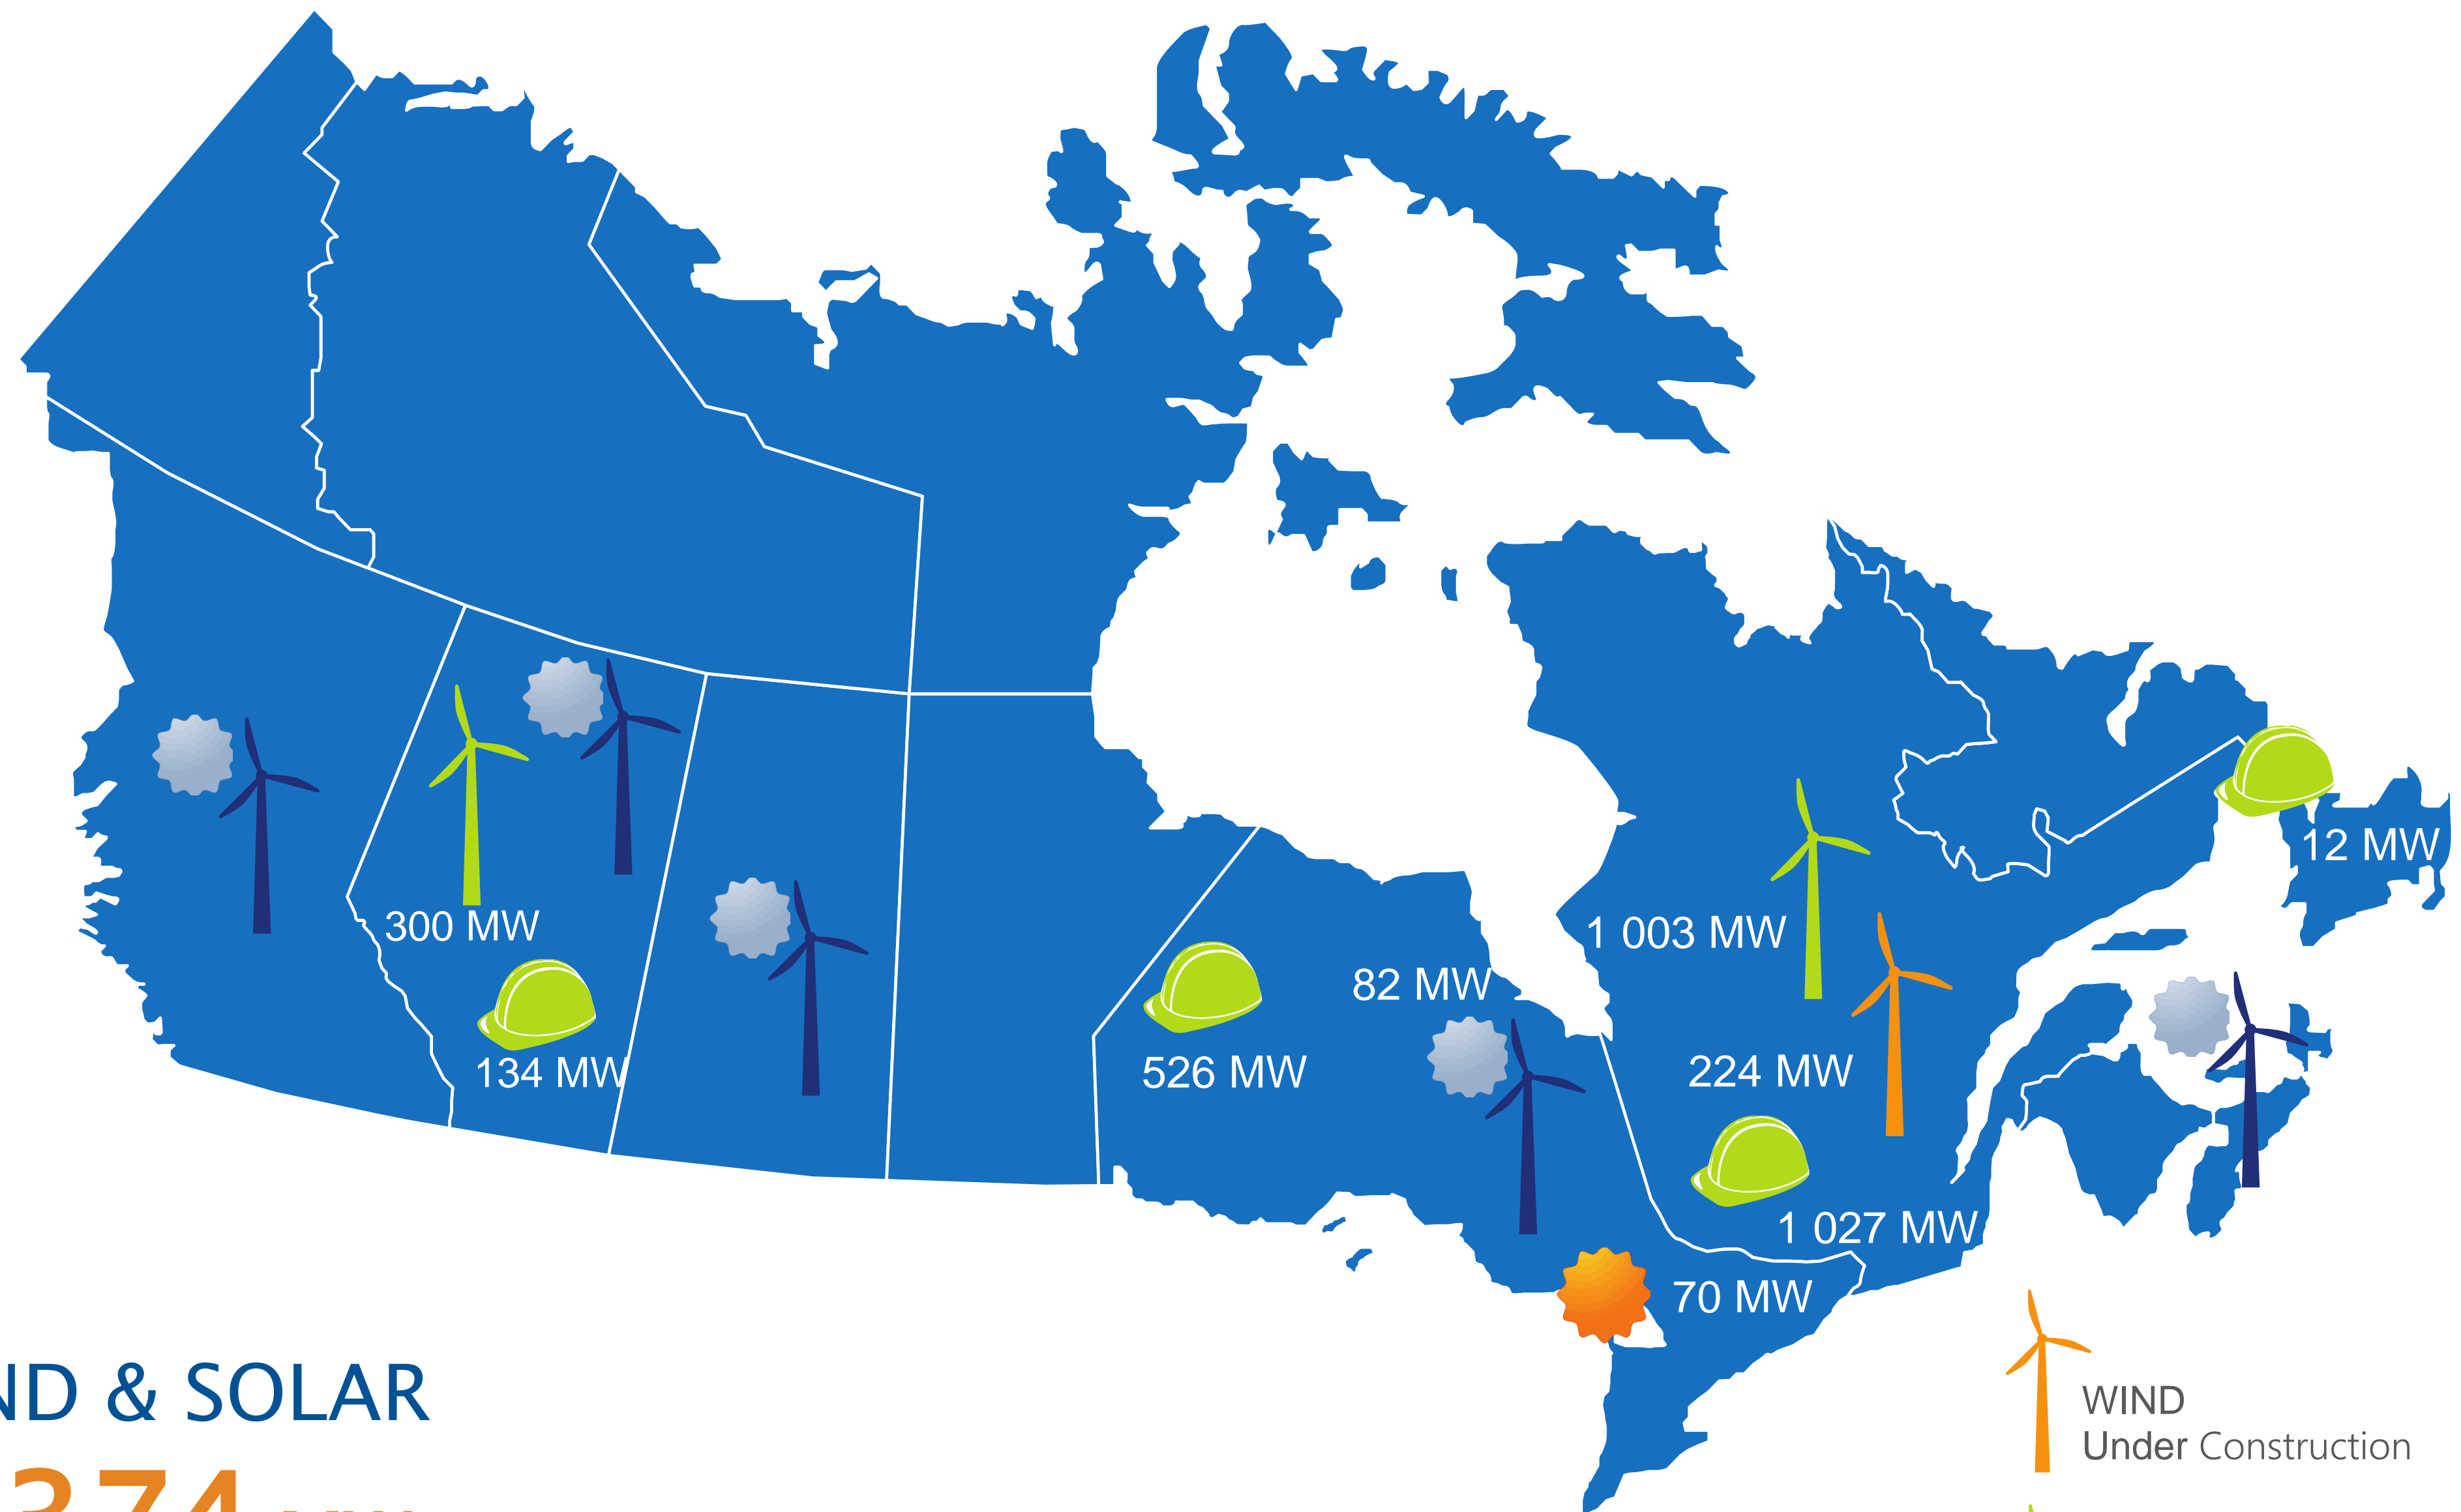 12 MW
300 MW
1 003 MW
82 MW
134 MW
526 MW
224 MW
1 027 MW
70 MW
& SOLAR
WIND
Under Construction